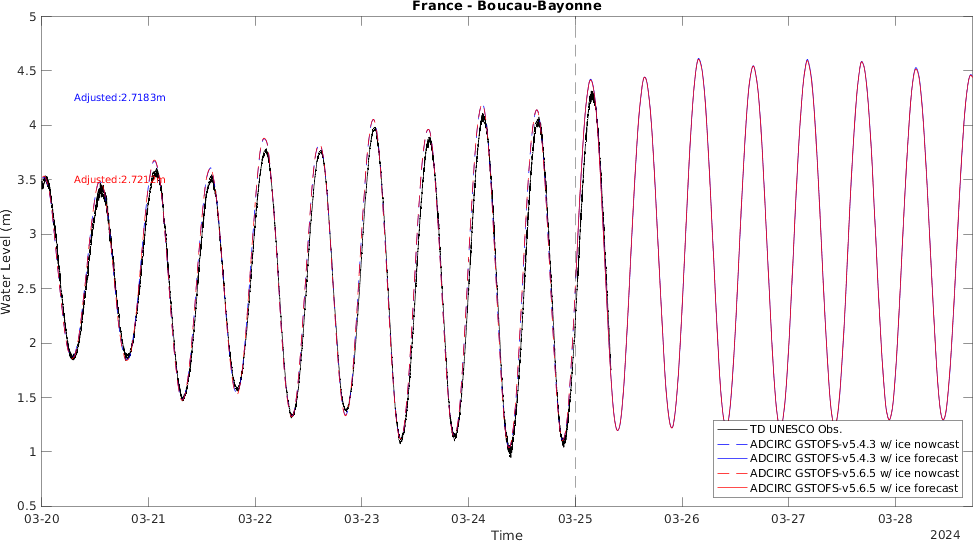 France - Boucau-Bayonne
5
4.5
4
3.5
3
2.5
2
1.5
1
0.5
Water Level (m)
Adjusted:2.7183m
TD UNESCO Obs.
ADCIRC GSTOFS-v5.4.3 w/ ice nowcast
ADCIRC GSTOFS-v5.4.3 w/ ice forecast
ADCIRC GSTOFS-v5.6.5 w/ ice nowcast
ADCIRC GSTOFS-v5.6.5 w/ ice forecast
03-20 03-21 03-22 03-23 03-24 03-25 03-26 03-27 03-28
Time
2024